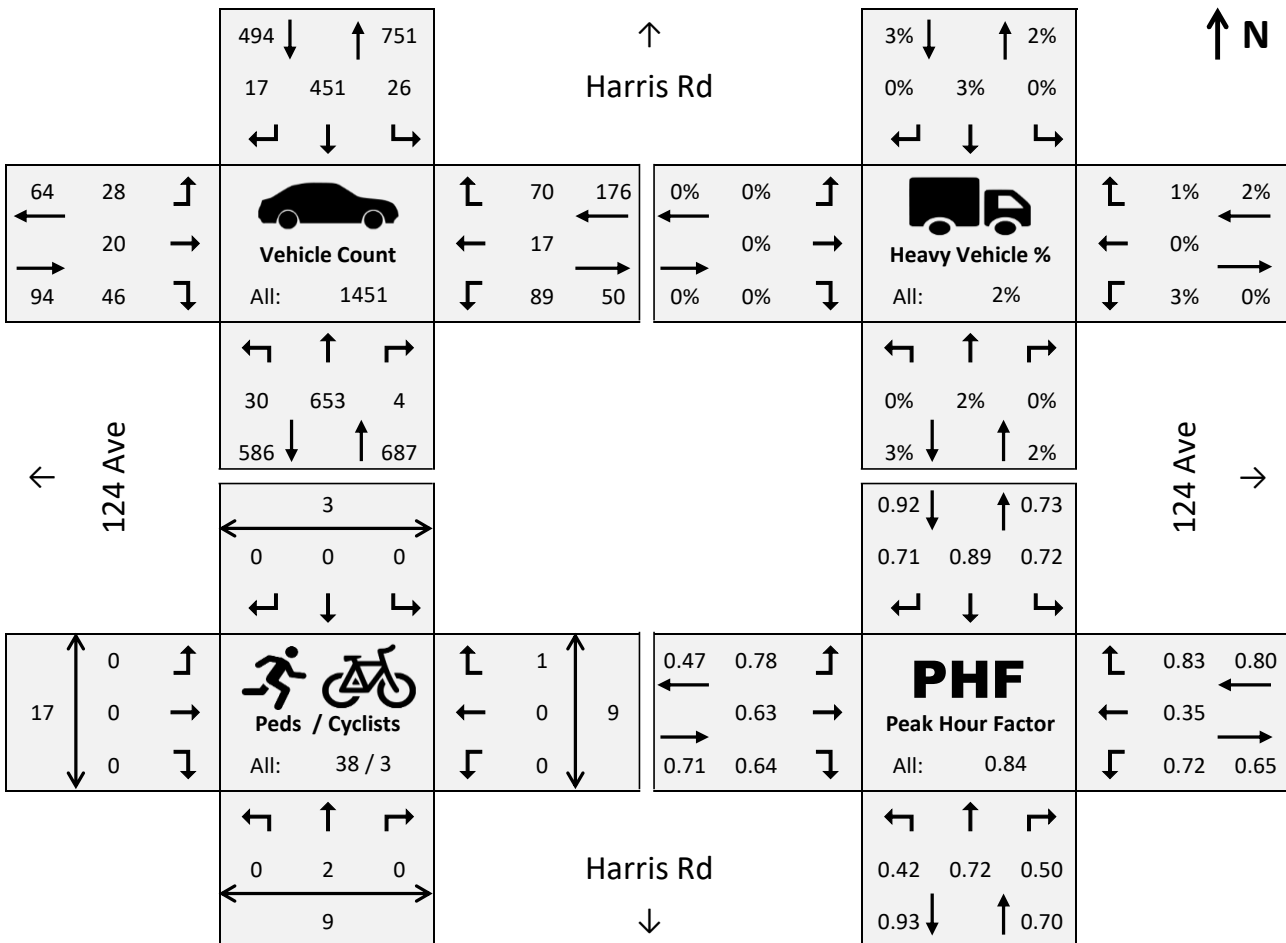 494 751 3% 2% N
17 451 26 Harris Rd 0% 3% 0%
64 28 70 176 0% 0% 1% 2%
20 Vehicle Count 17 0% Heavy Vehicle % 0%
94 46 All: 1451 89 50 0% 0% All: 2% 3% 0%
30 653 4 0% 2% 0%
586 687 3% 2%
124 Ave 124 Ave
3 0.92 0.73
0 0 0 0.71 0.89 0.72
0 1 0.47 0.78 PHF 0.83 0.80
17 0 Peds / Cyclists 0 9 0.63 Peak Hour Factor 0.35
0 All: 38 / 3 0 0.71 0.64 All: 0.84 0.72 0.65
0 2 0 Harris Rd 0.42 0.72 0.50
9 0.93 0.70